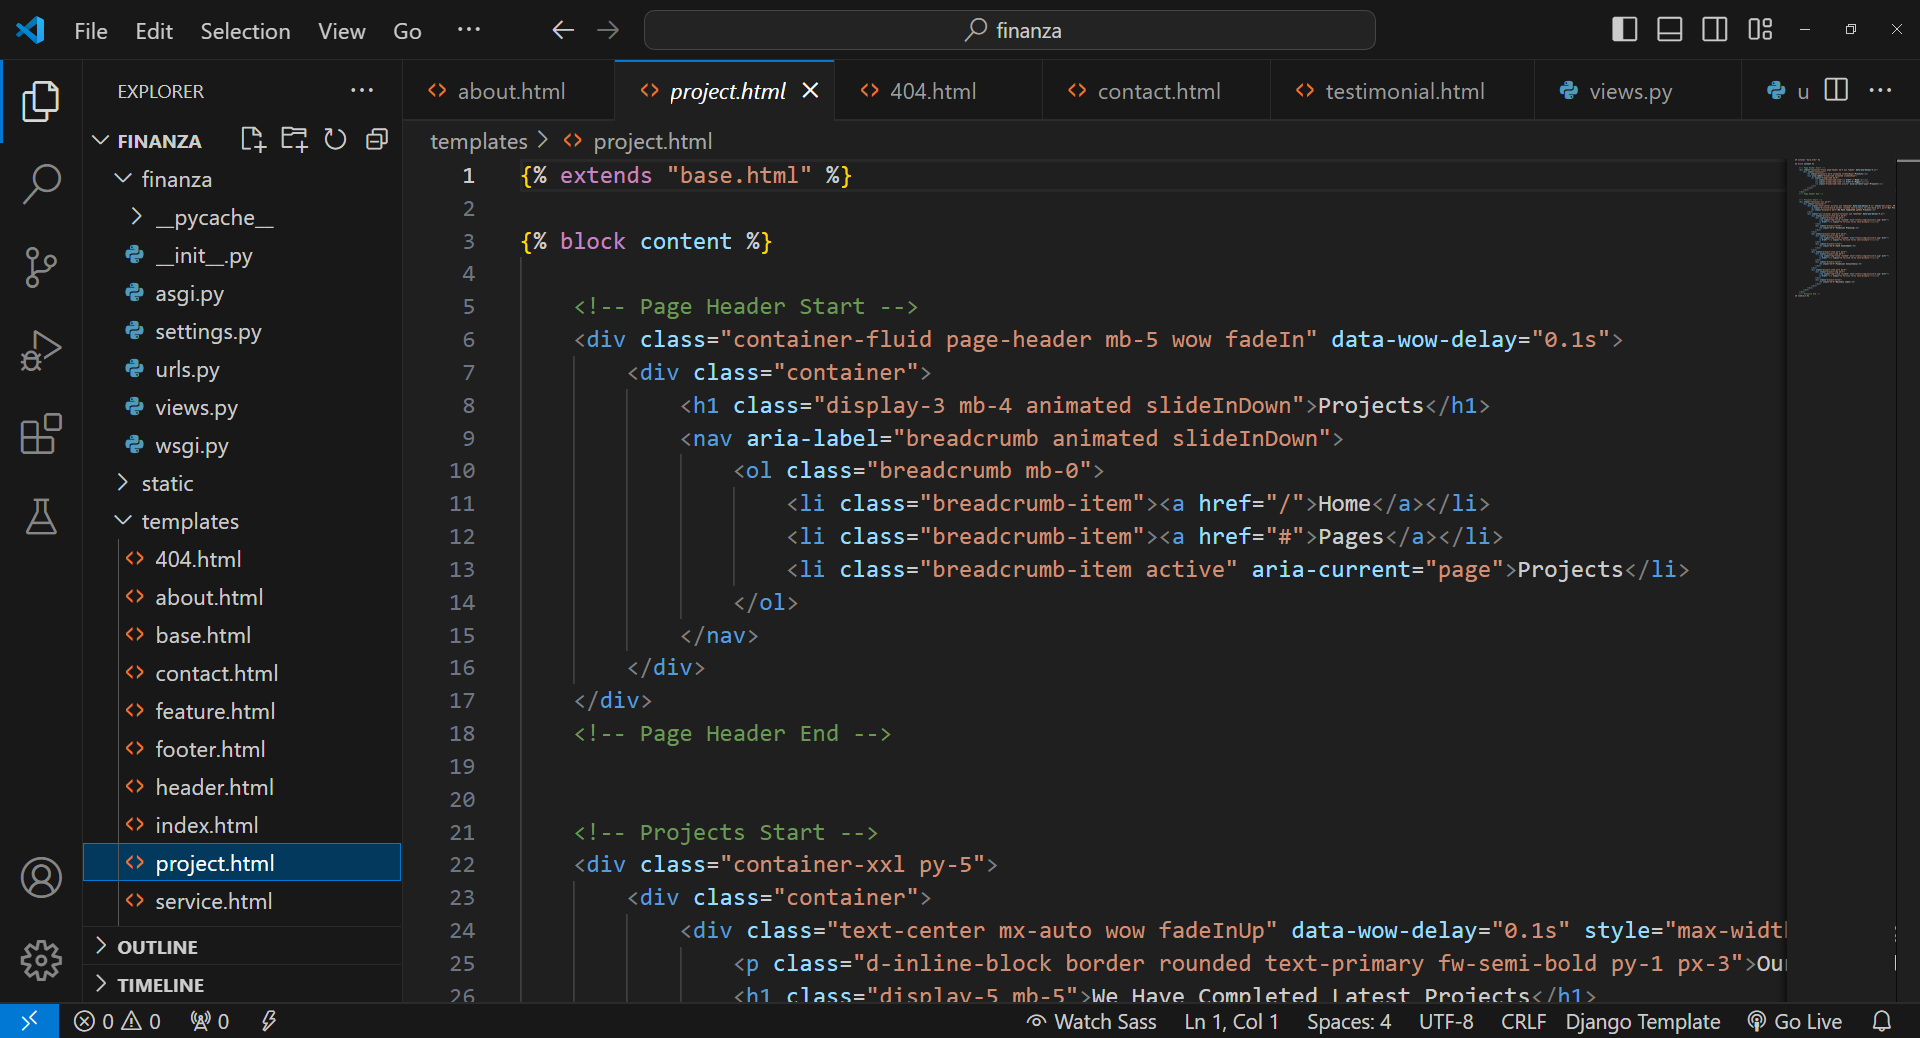 File Edit Selection View Go ··· finanza
EXPLORER ···
FINANZA
finanza
__pycache__
__init__.py
asgi.py
settings.py
urls.py
views.py
wsgi.py
static
templates
404.html
about.html
base.html
contact.html
feature.html
footer.html
header.html
index.html
project.html
service.html
OUTLINE
TIMELINE
about.html project.html 404.html contact.html testimonial.html views.py u ···
templates > project.html
1 {% extends "base.html" %}
2
3 {% block content %}
4
5 <!-- Page Header Start -->
6 <div class="container-fluid page-header mb-5 wow fadeIn" data-wow-delay="0.1s">
7 <div class="container">
8 <h1 class="display-3 mb-4 animated slideInDown">Projects</h1>
9 <nav aria-label="breadcrumb animated slideInDown">
10 <ol class="breadcrumb mb-0">
11 <li class="breadcrumb-item"><a href="/">Home</a></li>
12 <li class="breadcrumb-item"><a href="#">Pages</a></li>
13 <li class="breadcrumb-item active" aria-current="page">Projects</li>
14 </ol>
15 </nav>
16 </div>
17 </div>
18 <!-- Page Header End -->
19
20
21 <!-- Projects Start -->
22 <div class="container-xxl py-5">
23 <div class="container">
24 <div class="text-center mx-auto wow fadeInUp" data-wow-delay="0.1s" style="max-widt
25 <p class="d-inline-block border rounded text-primary fw-semi-bold py-1 px-3">Ou
26 <h1 class="display-5 mb-5">We Have Completed Latest Projects</h1>
0 0 0 Watch Sass Ln 1, Col 1 Spaces: 4 UTF-8 CRLF Django Template Go Live